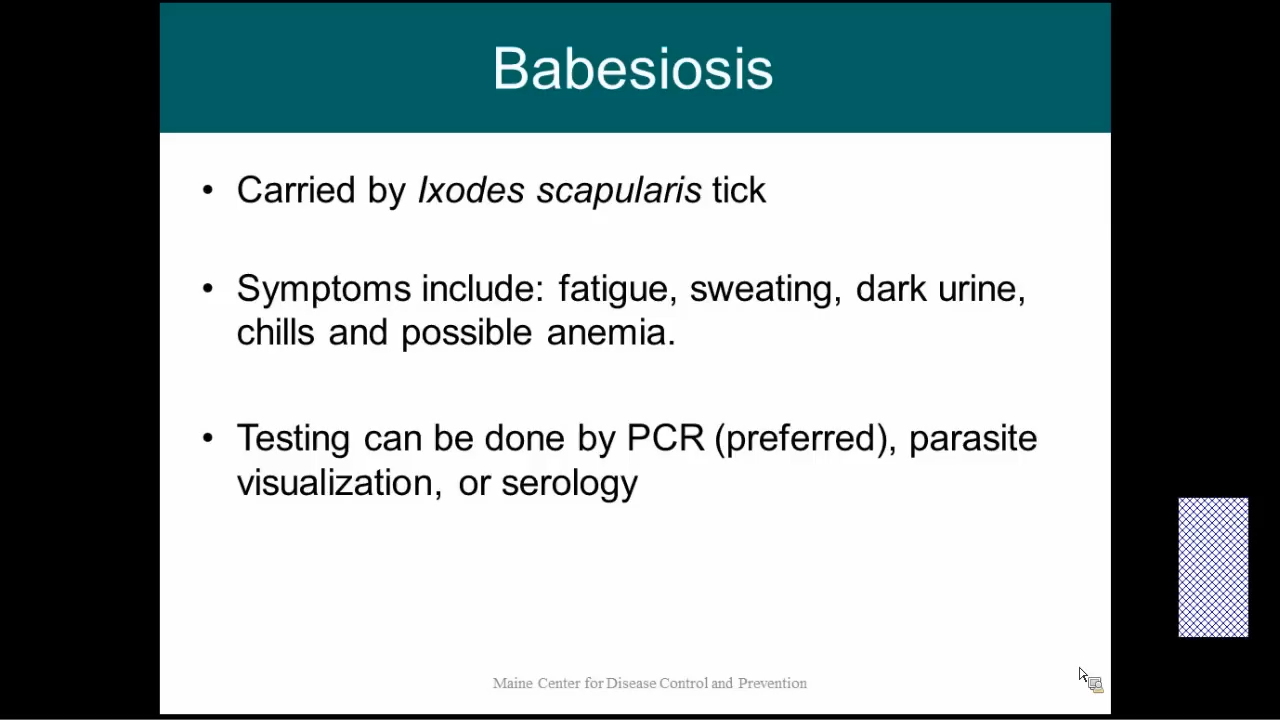 Babesiosis
• Carried by Ixodes scapularis tick
• Symptoms include: fatigue, sweating, dark urine,
chills and possible anemia.
• Testing can be done by PCR (preferred), parasite
visualization, or serology
Maine Center for Disease Control and Prevention